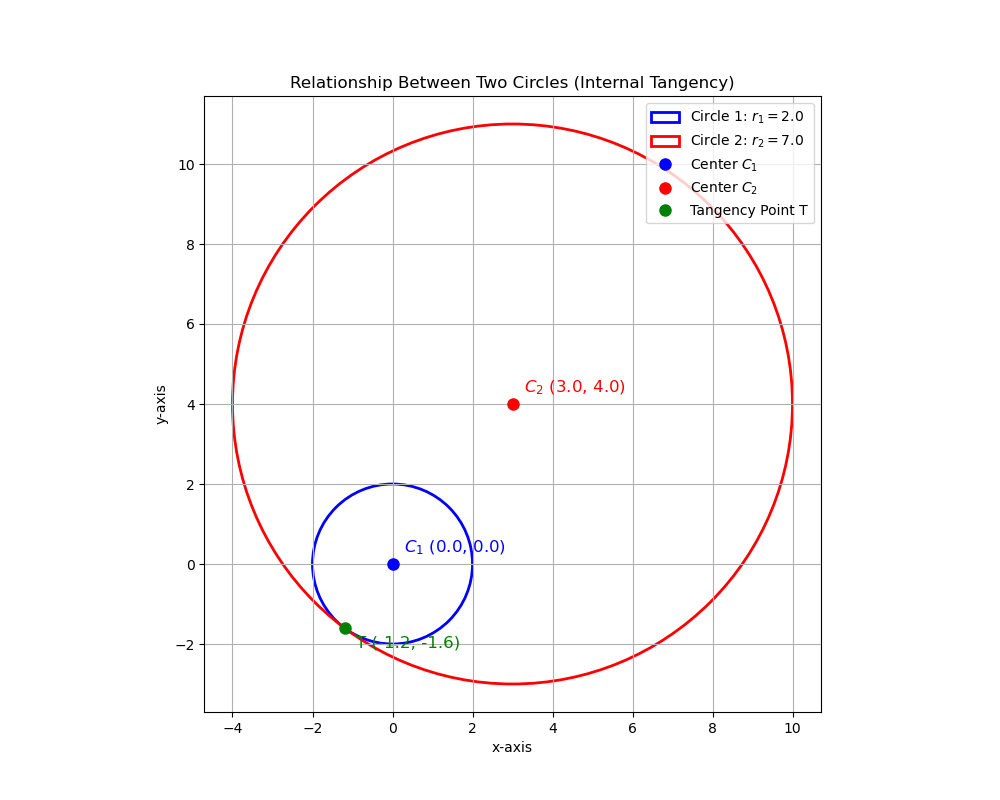 Relationship Between Two Circles (Internal Tangency)
Circle 1: r₁ = 2.0
Circle 2: r₂ = 7.0
Center C₁
Center C₂
Tangency Point T
y-axis
10
8
6
4
2
0
−2
C₂ (3.0, 4.0)
C₁ (0.0, 0.0)
T (-1.2, -1.6)
−4 −2 0 2 4 6 8 10
x-axis